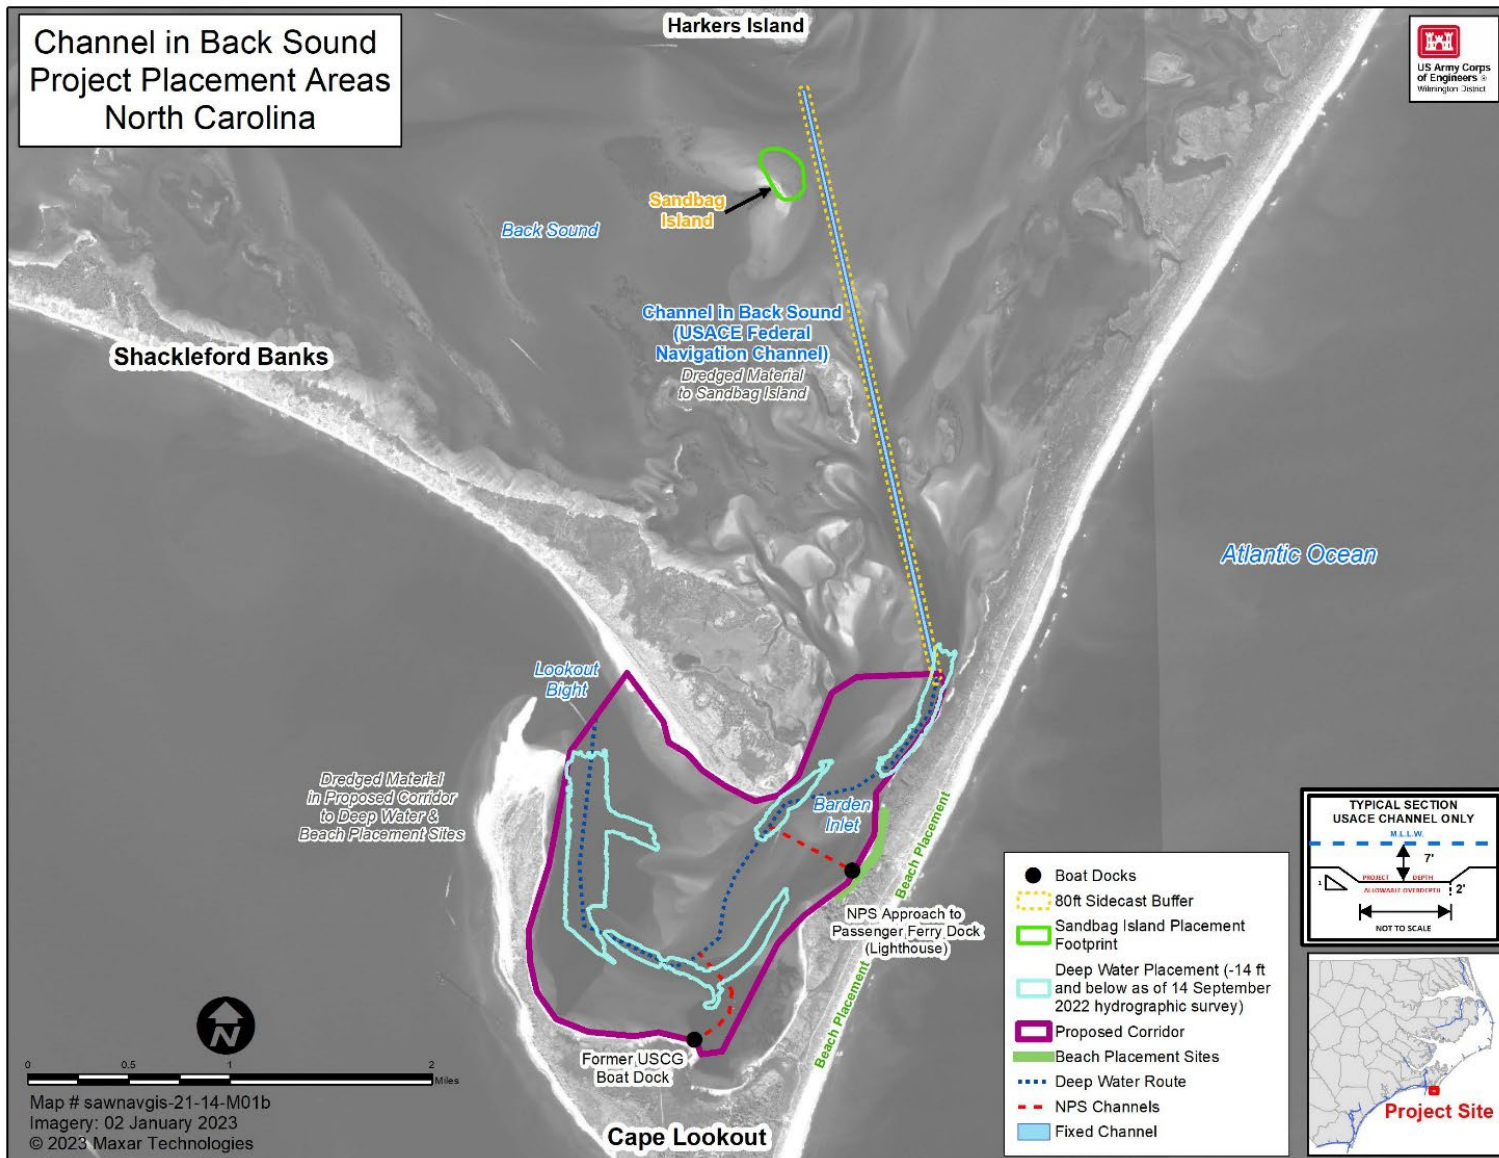 Channel in Back Sound
Project Placement Areas
North Carolina
Harkers Island
US Army Corps
of Engineers ®
Wilmington District
Sandbag
Island
Back Sound
Channel in Back Sound
(USACE Federal
Navigation Channel)
Dredged Material
to Sandbag Island
Shackleford Banks
Atlantic Ocean
Lookout
Bight
Dredged Material
in Proposed Corridor
to Deep Water &
Beach Placement Sites
Barden
Inlet
Beach Placement
NPS Approach to
Passenger Ferry Dock
(Lighthouse)
Beach Placement
Former USCG
Boat Dock
Cape Lookout
N
0 0.5 1 2
Miles
Map # sawnavgis-21-14-M01b
Imagery: 02 January 2023
© 2023 Maxar Technologies
Boat Docks
80ft Sidecast Buffer
Sandbag Island Placement
Footprint
Deep Water Placement (-14 ft
and below as of 14 September
2022 hydrographic survey)
Proposed Corridor
Beach Placement Sites
Deep Water Route
NPS Channels
Fixed Channel
TYPICAL SECTION
USACE CHANNEL ONLY
M.L.L.W.
7'
PROJECT DEPTH
1
ALLOWABLE OVERDEPTH
2'
NOT TO SCALE
Project Site